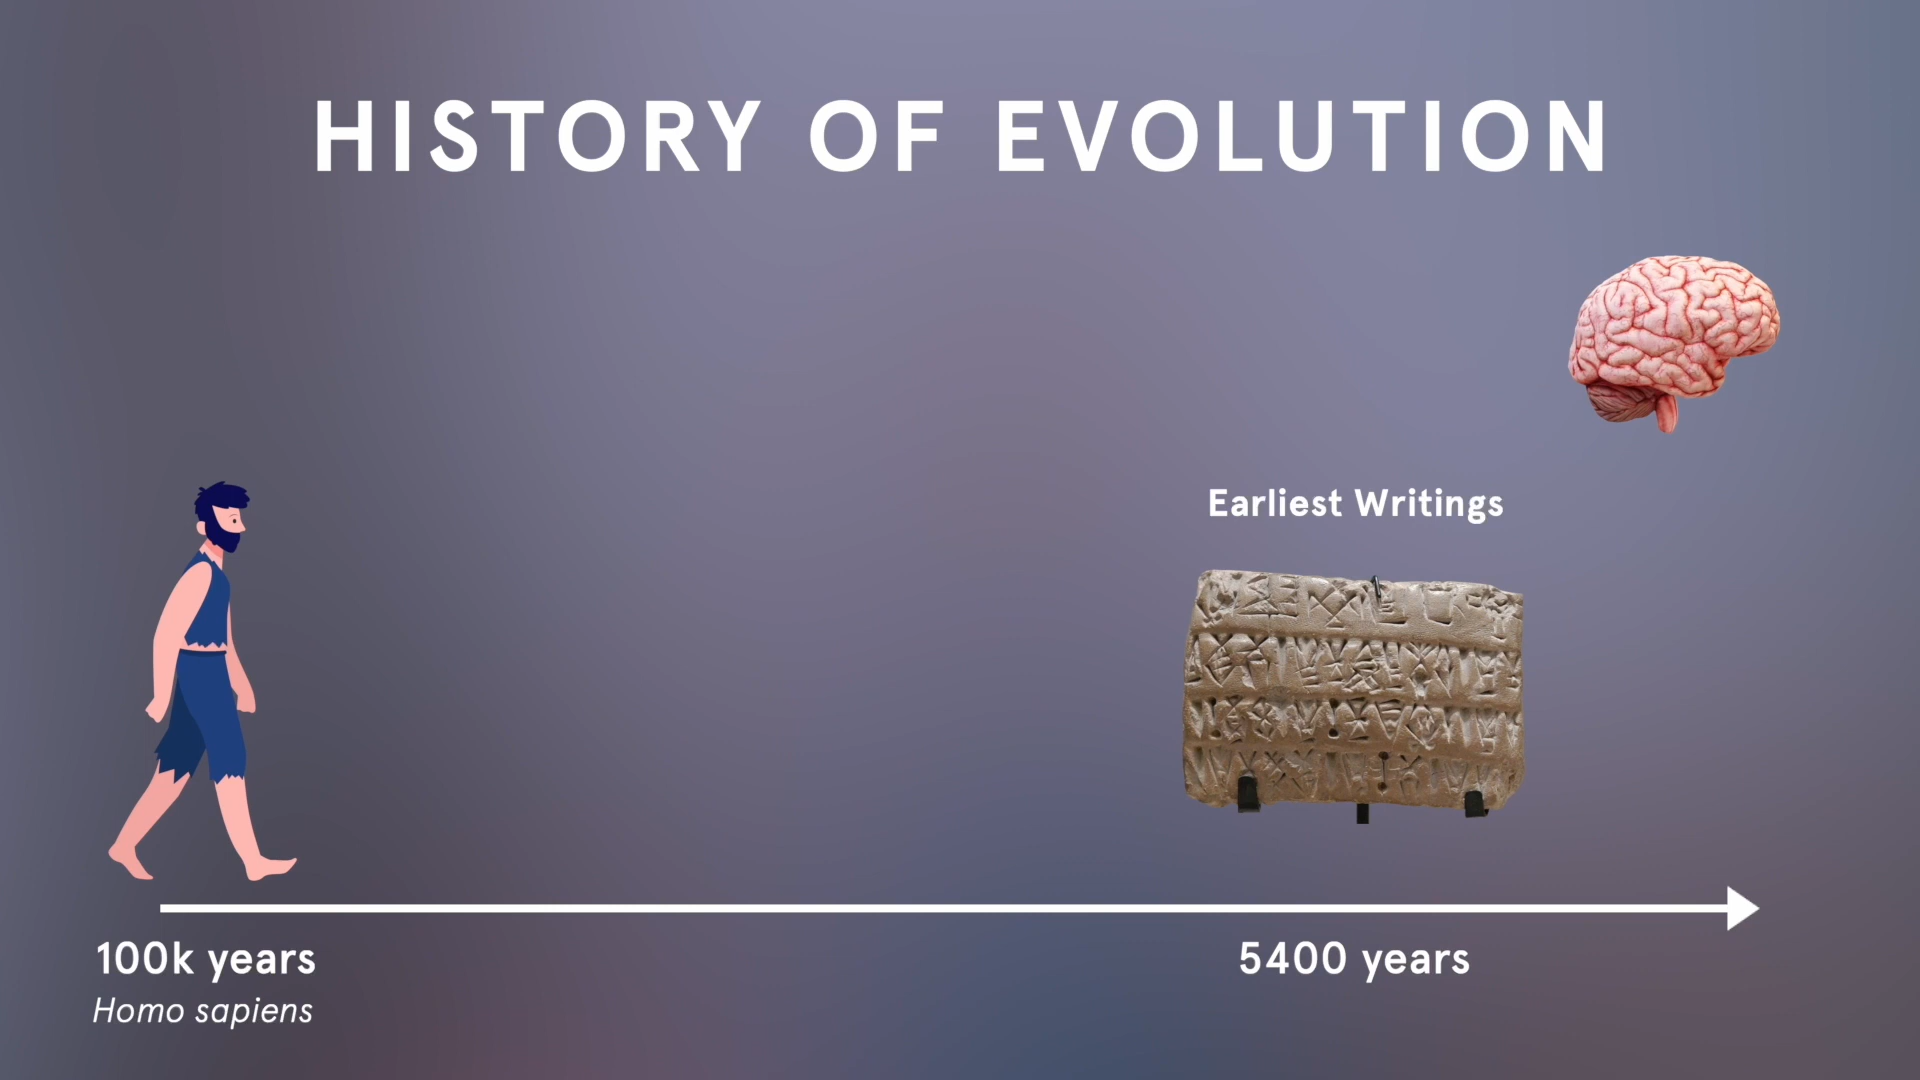 HISTORY OF EVOLUTION
Earliest Writings
100k years
Homo sapiens
5400 years